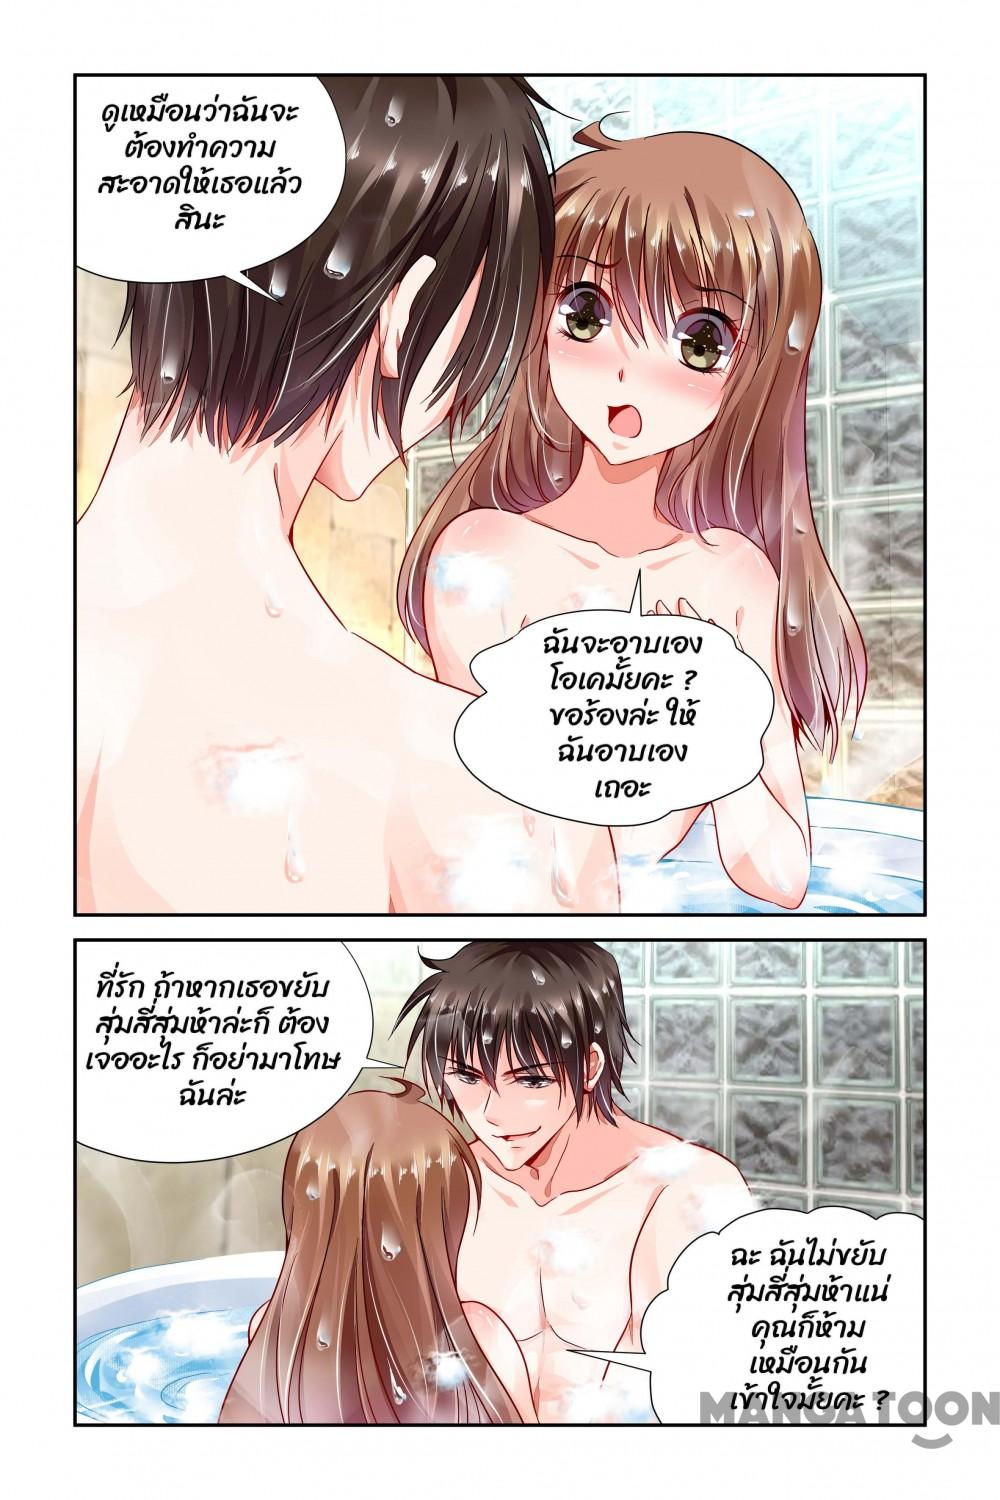 ดูเหมือนว่าฉันจะ
ต้องทำความ
สะอาดให้เธอแล้ว
สินะ
ฉันจะอาบเอง
โอเคมั้ยคะ ?
ขอร้องล่ะ ให้
ฉันอาบเอง
เถอะ
ที่รัก ถ้าหากเธอขยับ
สุ่มสี่สุ่มห้าล่ะก็ ต้อง
เจออะไร ก็อย่ามาโทษ
ฉันล่ะ
ฉะ ฉันไม่ขยับ
สุ่มสี่สุ่มห้าแน่
คุณก็ห้าม
เหมือนกัน
เข้าใจมั้ยคะ ?
MANGATOON